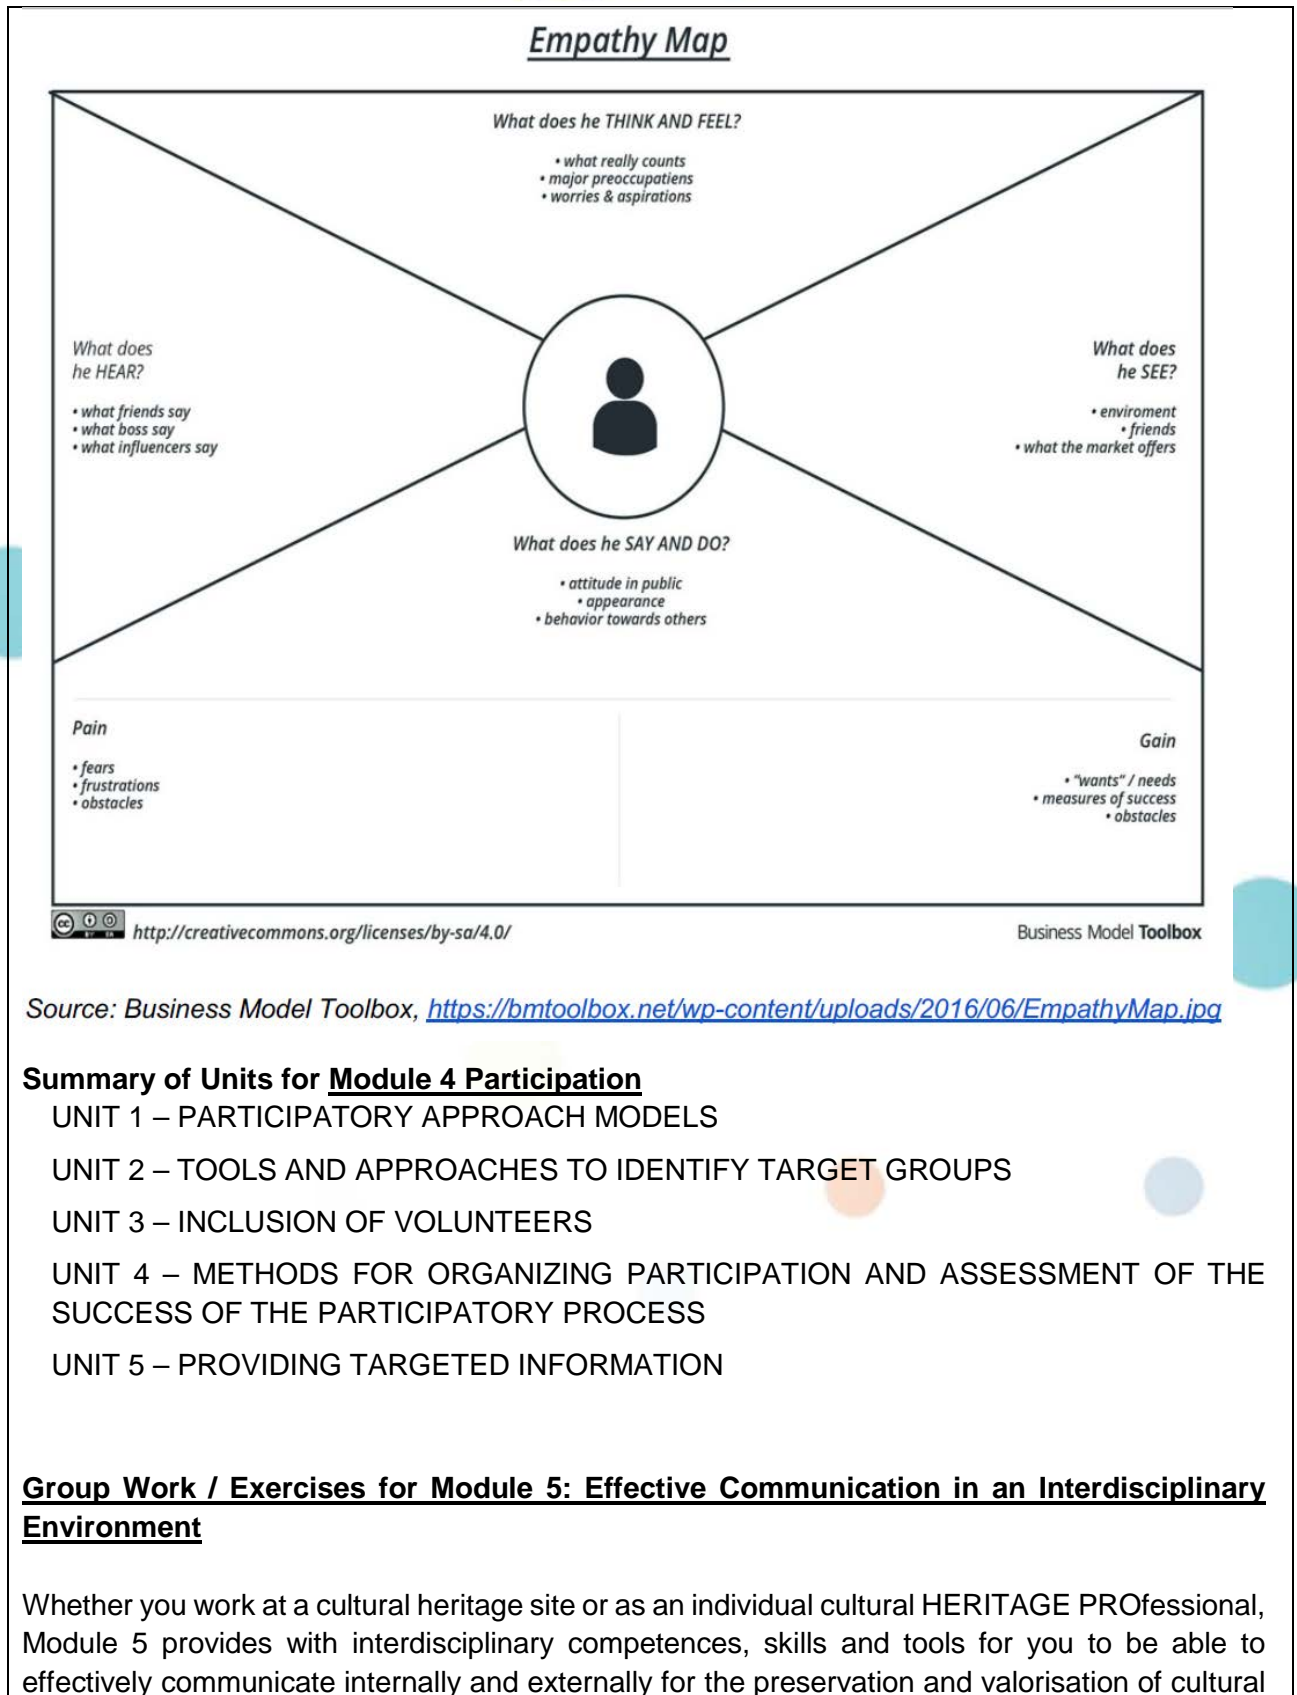 Empathy Map
What does he THINK AND FEEL?
• what really counts
• major preoccupatiens
• worries & aspirations
What does
he HEAR?
• what friends say
• what boss say
• what influencers say
What does
he SEE?
• enviroment
• friends
• what the market offers
What does he SAY AND DO?
• attitude in public
• appearance
• behavior towards others
Pain
• fears
• frustrations
• obstacles
Gain
• "wants" / needs
• measures of success
• obstacles
cc BY SA
http://creativecommons.org/licenses/by-sa/4.0/
Business Model Toolbox
Source: Business Model Toolbox, https://bmtoolbox.net/wp-content/uploads/2016/06/EmpathyMap.jpg
Summary of Units for Module 4 Participation
UNIT 1 – PARTICIPATORY APPROACH MODELS
UNIT 2 – TOOLS AND APPROACHES TO IDENTIFY TARGET GROUPS
UNIT 3 – INCLUSION OF VOLUNTEERS
UNIT 4 – METHODS FOR ORGANIZING PARTICIPATION AND ASSESSMENT OF THE
SUCCESS OF THE PARTICIPATORY PROCESS
UNIT 5 – PROVIDING TARGETED INFORMATION
Group Work / Exercises for Module 5: Effective Communication in an Interdisciplinary
Environment
Whether you work at a cultural heritage site or as an individual cultural HERITAGE PROfessional,
Module 5 provides with interdisciplinary competences, skills and tools for you to be able to
effectively communicate internally and externally for the preservation and valorisation of cultural